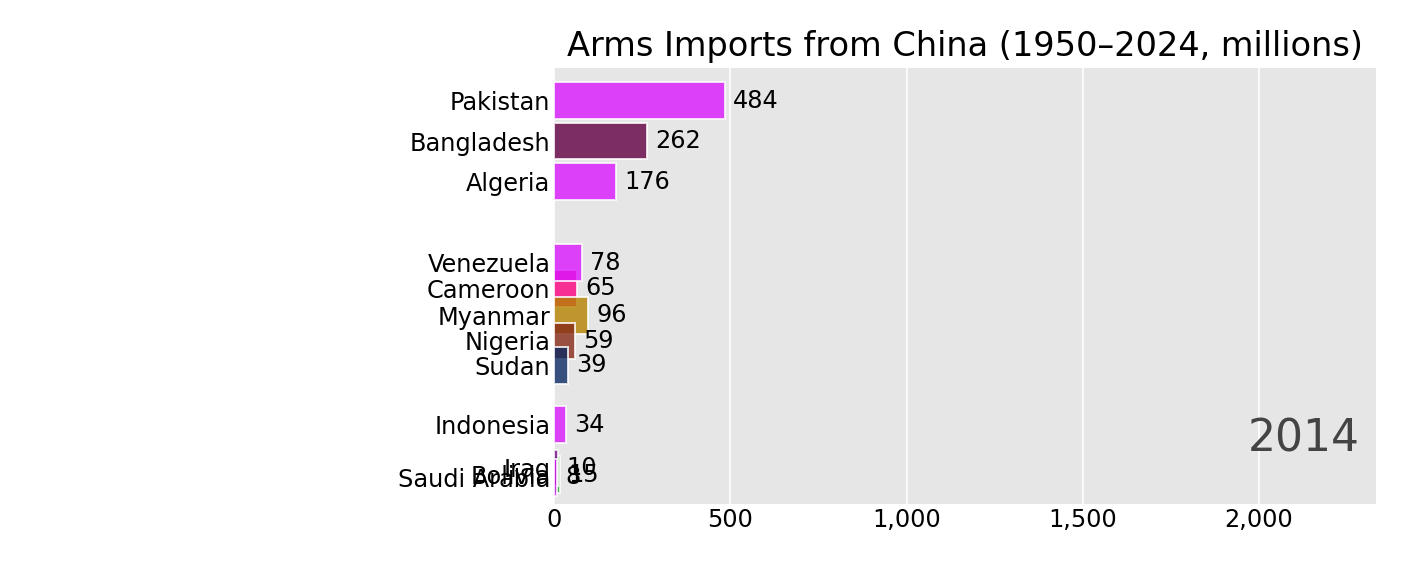 Arms Imports from China (1950–2024, millions)
Pakistan 484
Bangladesh 262
Algeria 176
Venezuela 78
Cameroon 65
Myanmar 96
Nigeria 59
Sudan 39
Indonesia 34
2014
Iraq 10
Saudi Arabia
0 500 1,000 1,500 2,000